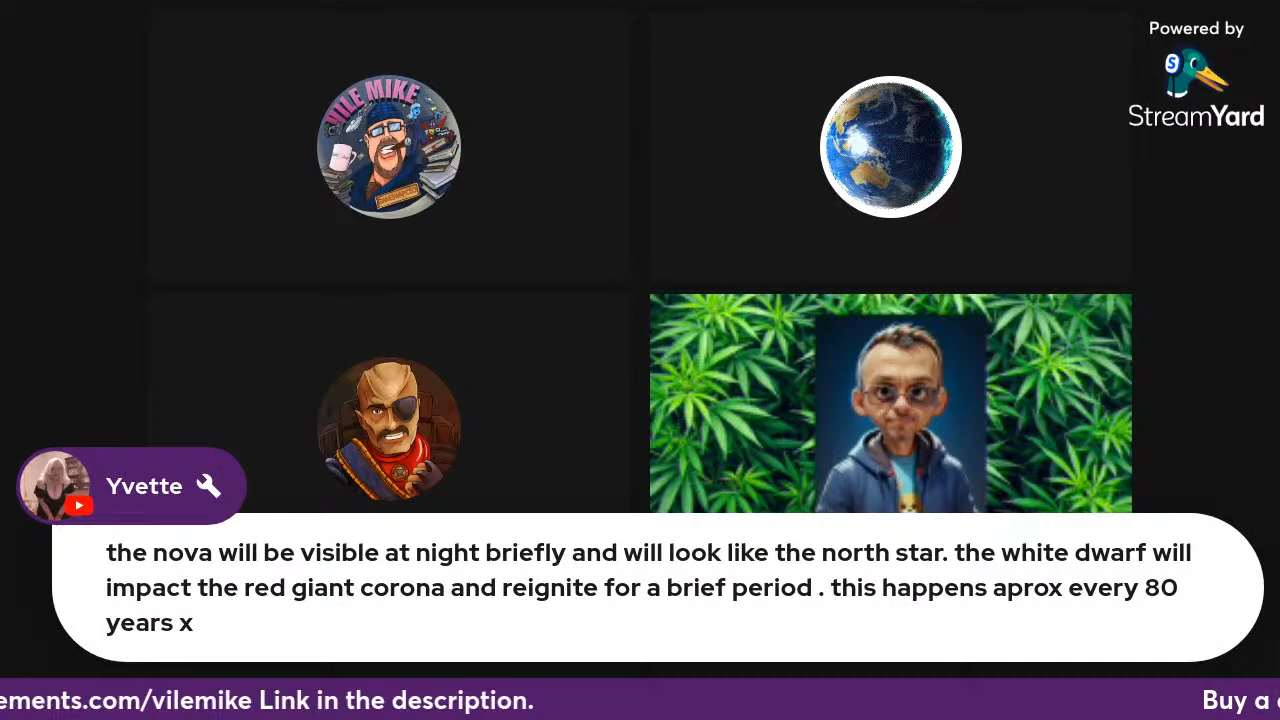 Powered by
StreamYard
VILE MIKE
Yvette
the nova will be visible at night briefly and will look like the north star. the white dwarf will
impact the red giant corona and reignite for a brief period . this happens aprox every 80
years x
ements.com/vilemike Link in the description.
Buy a